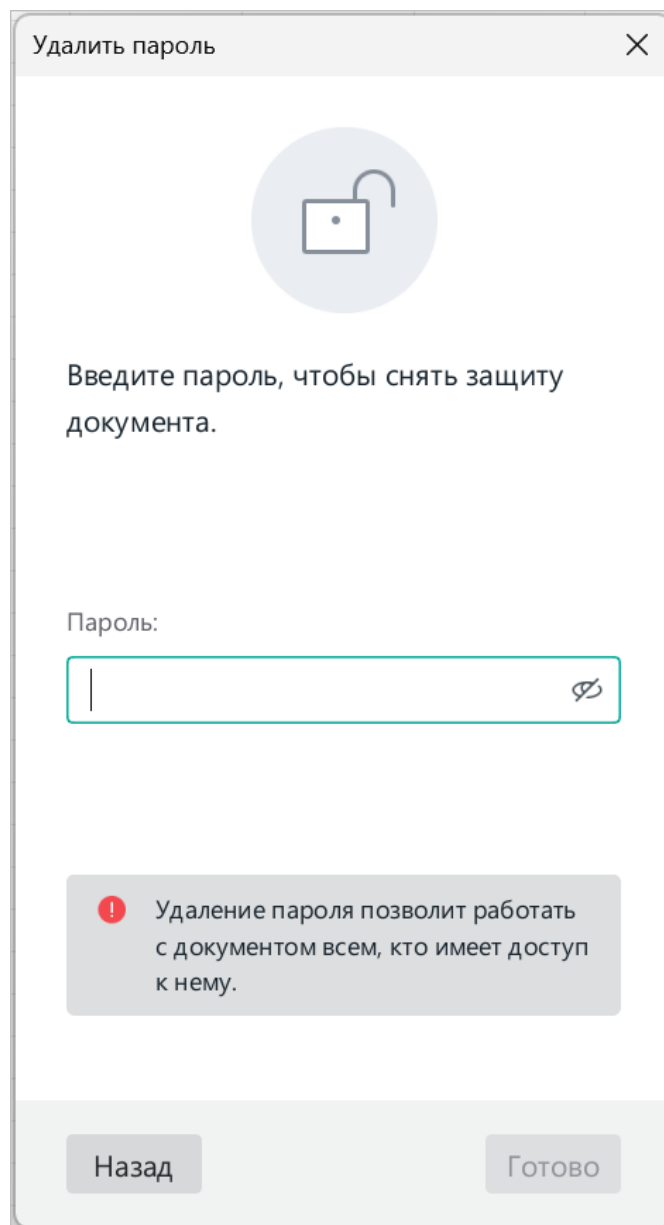 Удалить пароль
Введите пароль, чтобы снять защиту
документа.
Пароль:
Удаление пароля позволит работать
с документом всем, кто имеет доступ
к нему.
Назад
Готово